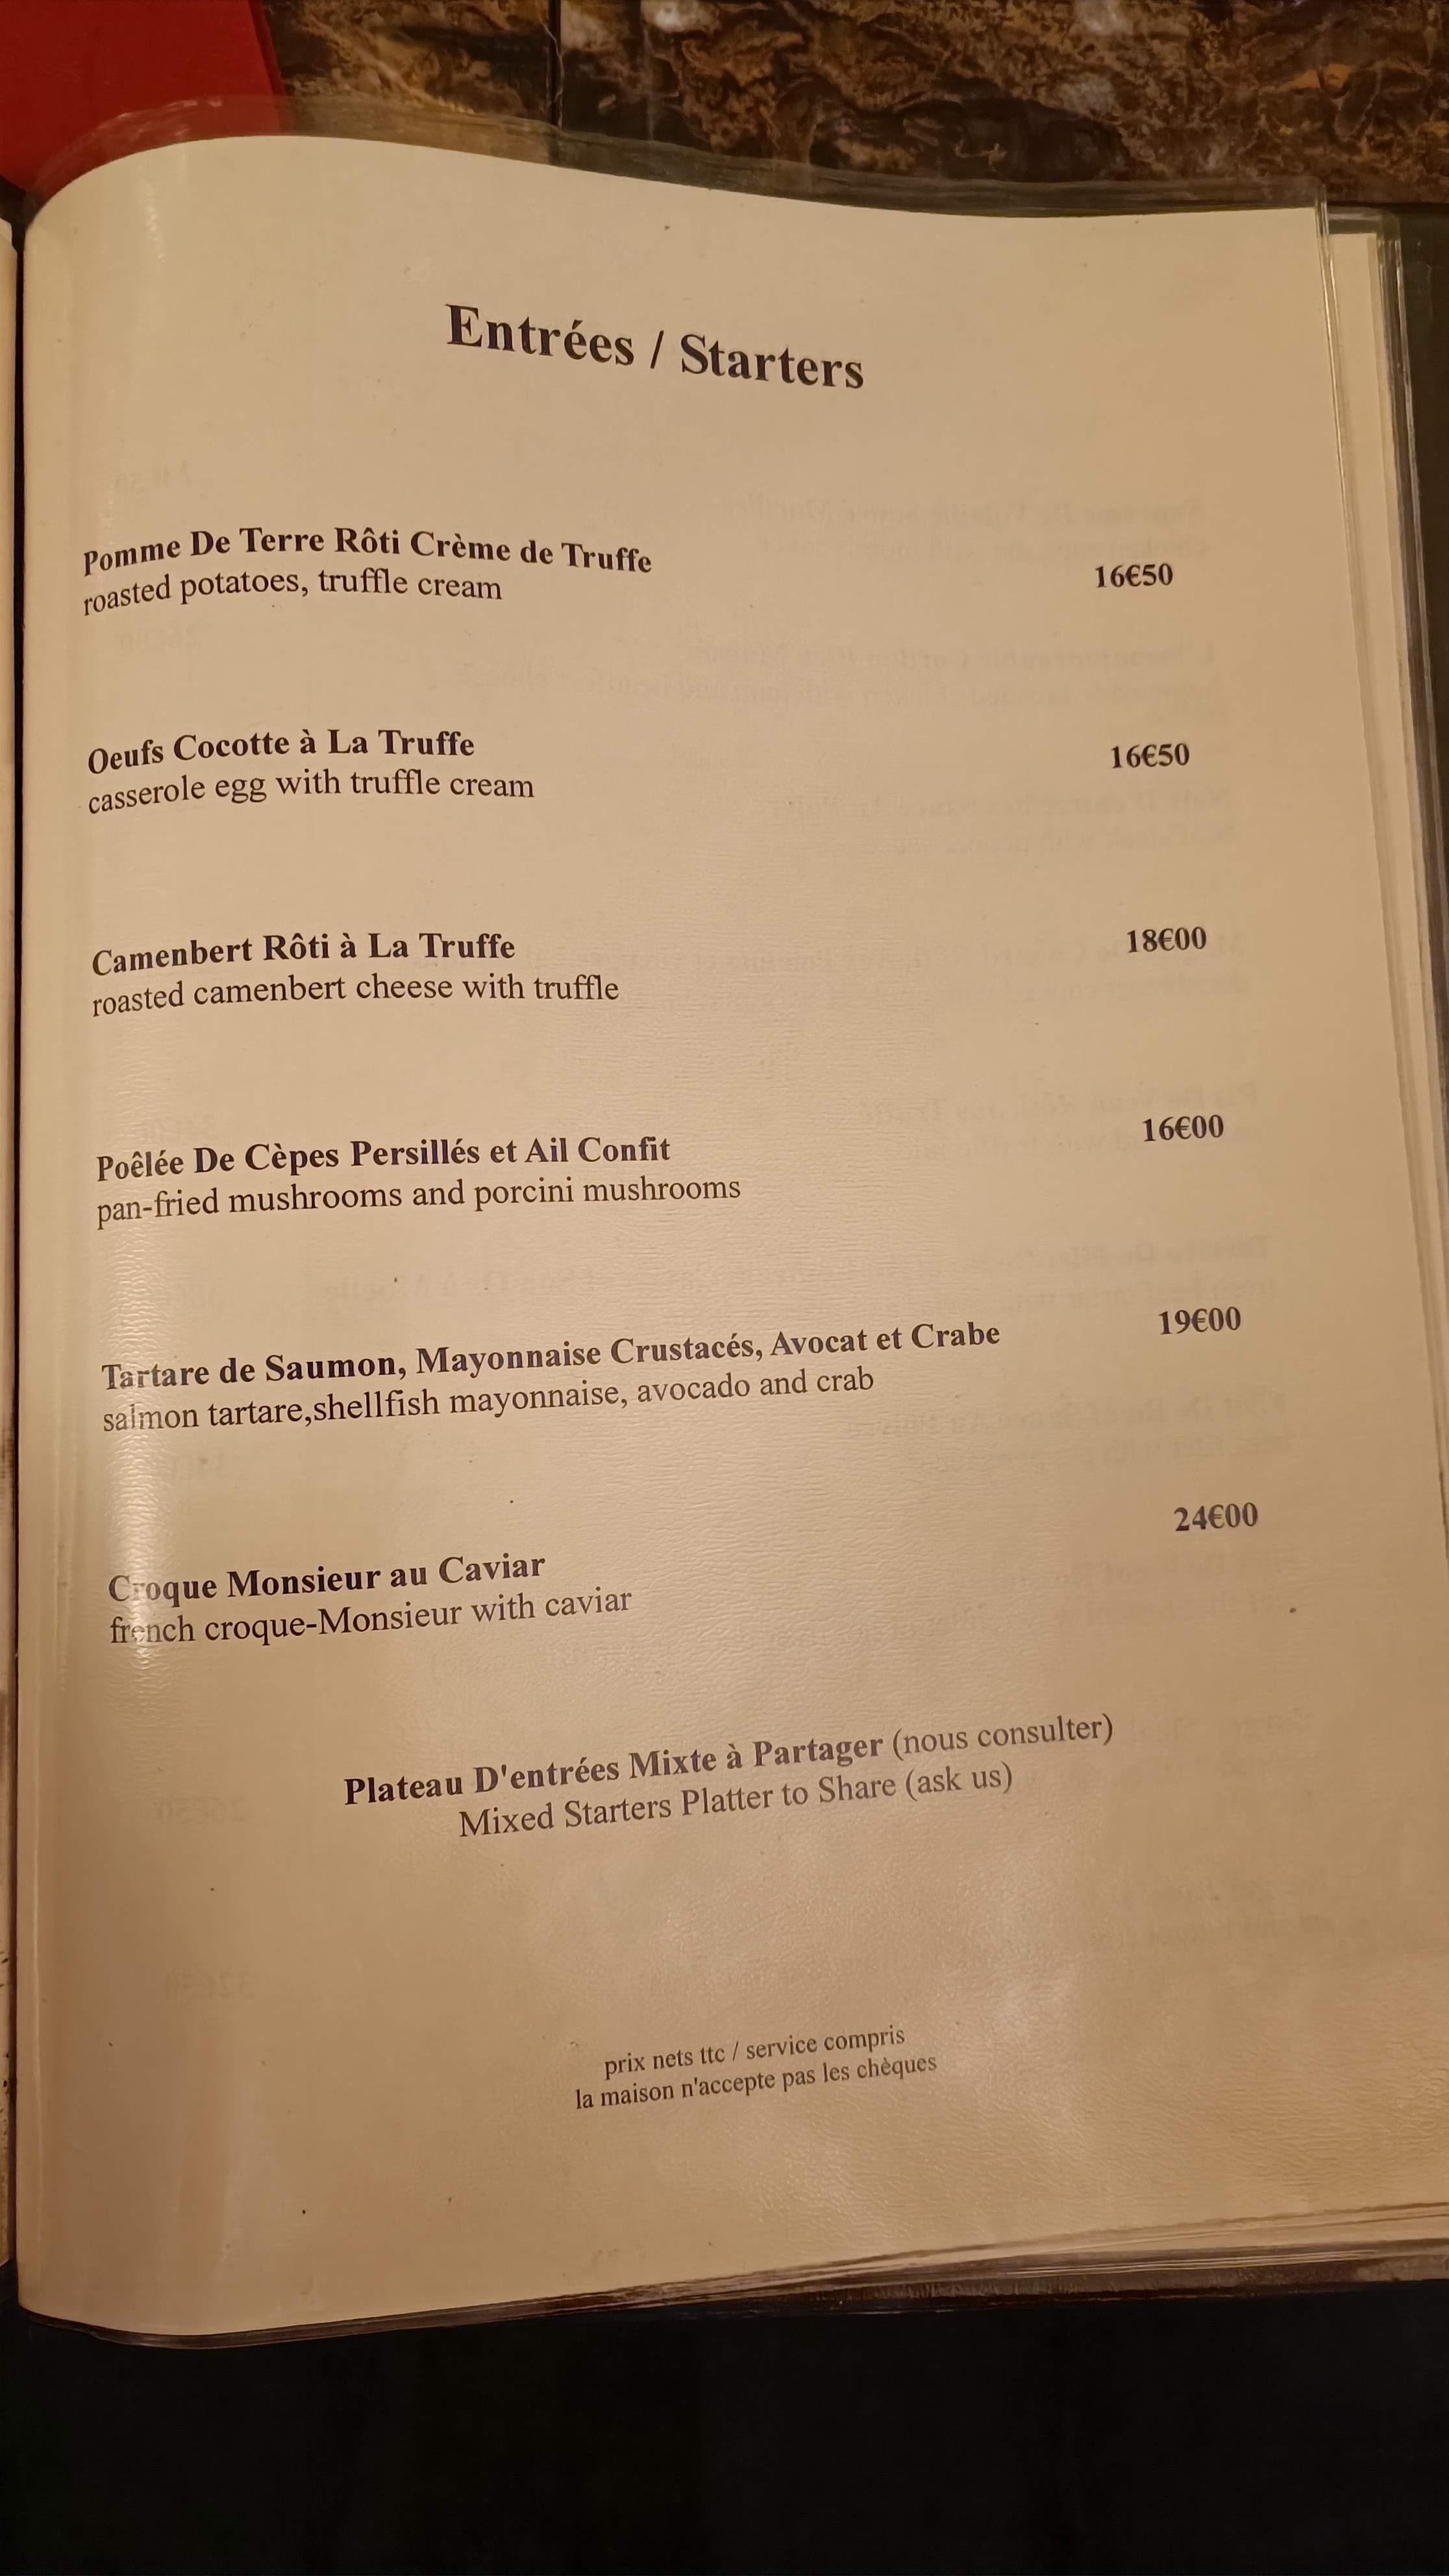 Entrées / Starters
Pomme De Terre Rôti Crème de Truffe
roasted potatoes, truffle cream
16€50
Oeufs Cocotte à La Truffe
casserole egg with truffle cream
16€50
Camenbert Rôti à La Truffe
roasted camenbert cheese with truffle
18€00
Poêlée De Cèpes Persillés et Ail Confit
pan-fried mushrooms and porcini mushrooms
16€00
Tartare de Saumon, Mayonnaise Crustacés, Avocat et Crabe
salmon tartare,shellfish mayonnaise, avocado and crab
19€00
Croque Monsieur au Caviar
french croque-Monsieur with caviar
24€00
Plateau D'entrées Mixte à Partager (nous consulter)
Mixed Starters Platter to Share (ask us)
prix nets ttc / service compris
la maison n'accepte pas les chèques